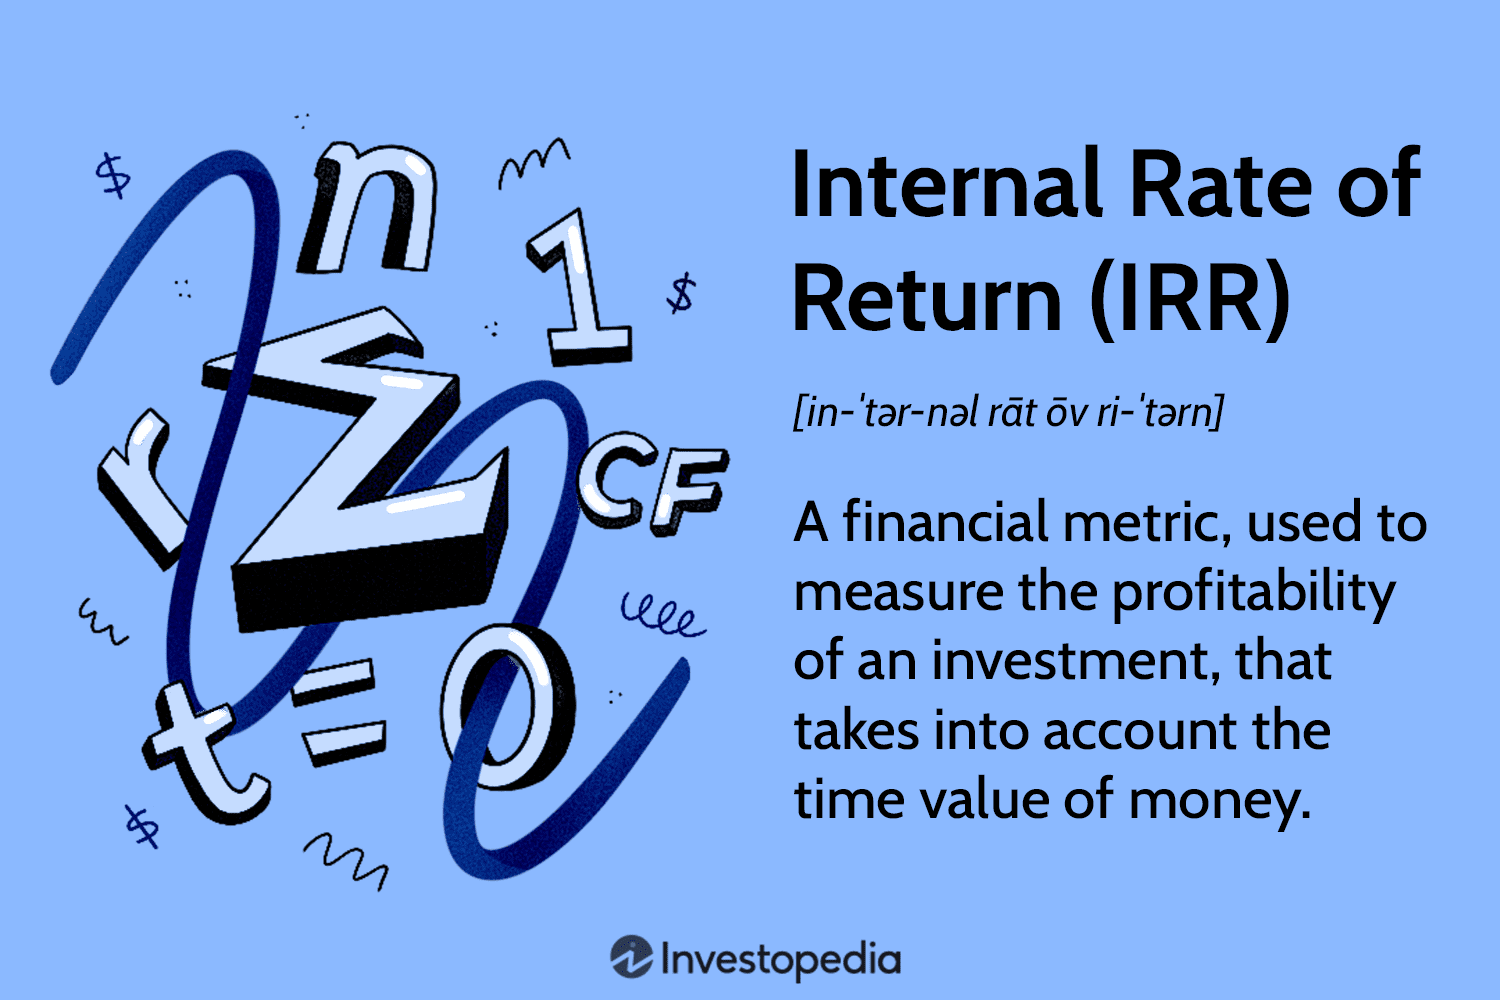 $
n
1
$
Σ
r
CF
=
0
t
$
Internal Rate of
Return (IRR)
[in-ˈtər-nəl rāt ōv ri-ˈtərn]
A financial metric, used to
measure the profitability
of an investment, that
takes into account the
time value of money.
Investopedia